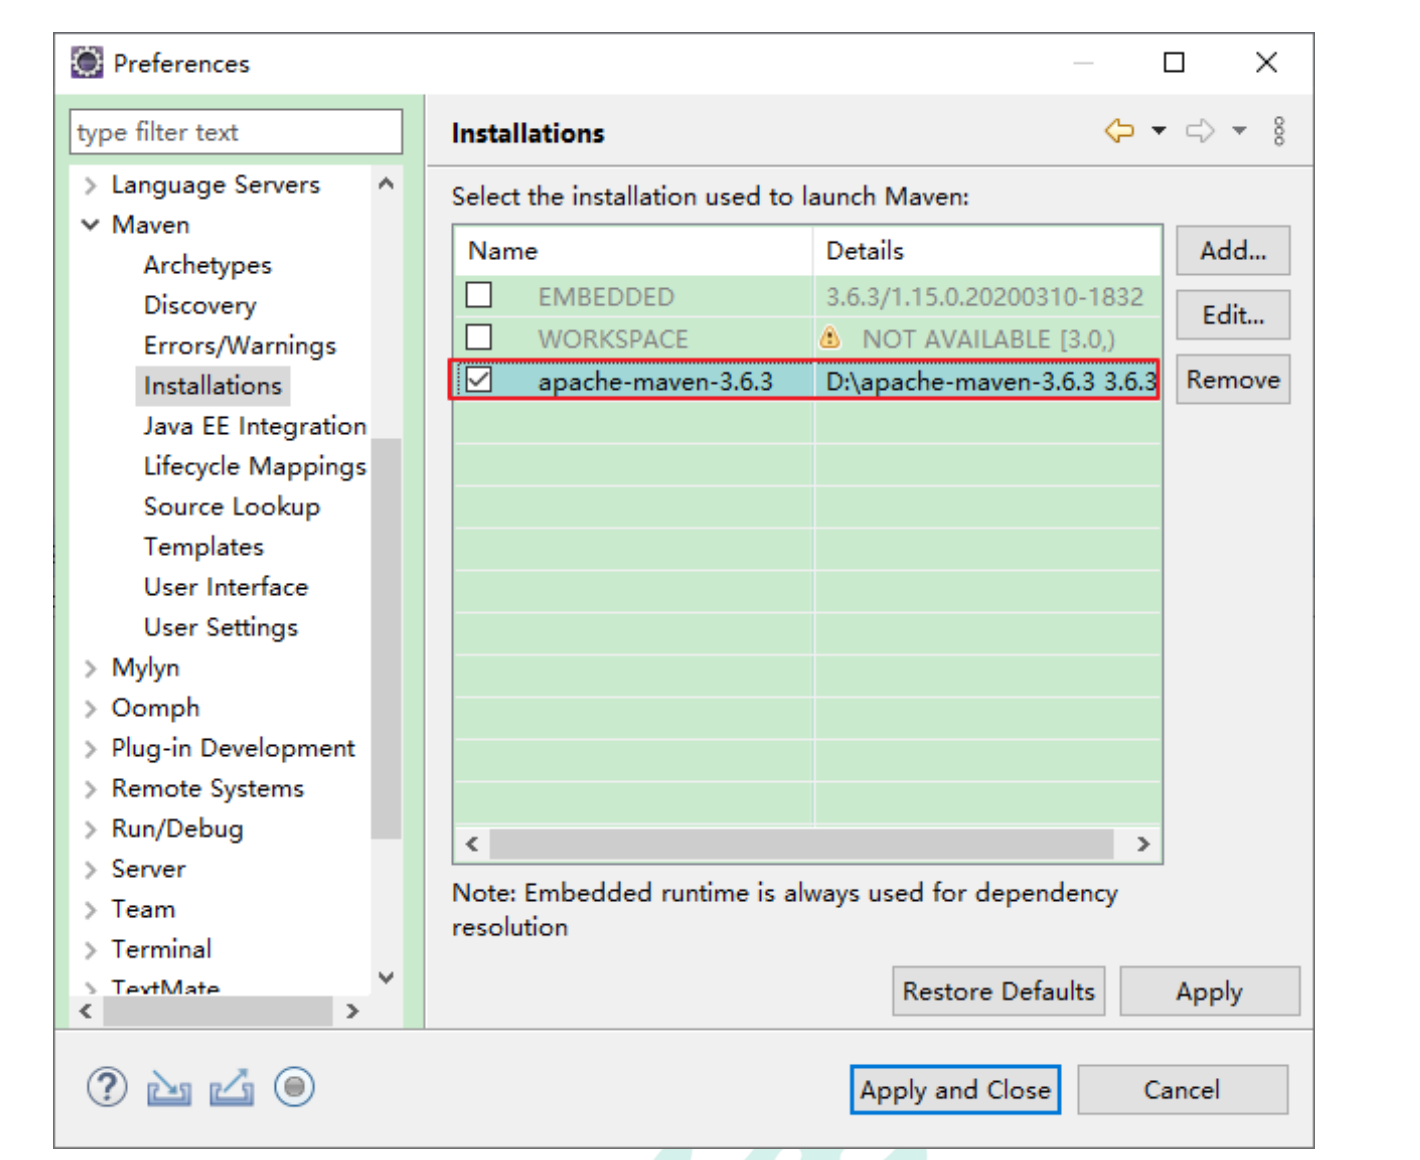 Preferences
type filter text
Language Servers
Maven
Archetypes
Discovery
Errors/Warnings
Installations
Java EE Integration
Lifecycle Mappings
Source Lookup
Templates
User Interface
User Settings
Mylyn
Oomph
Plug-in Development
Remote Systems
Run/Debug
Server
Team
Terminal
TextMate
Installations
Select the installation used to launch Maven:
Name Details
EMBEDDED 3.6.3/1.15.0.20200310-1832
WORKSPACE NOT AVAILABLE [3.0,)
apache-maven-3.6.3 D:\apache-maven-3.6.3 3.6.3
Add...
Edit...
Remove
Note: Embedded runtime is always used for dependency
resolution
Restore Defaults Apply
Apply and Close Cancel